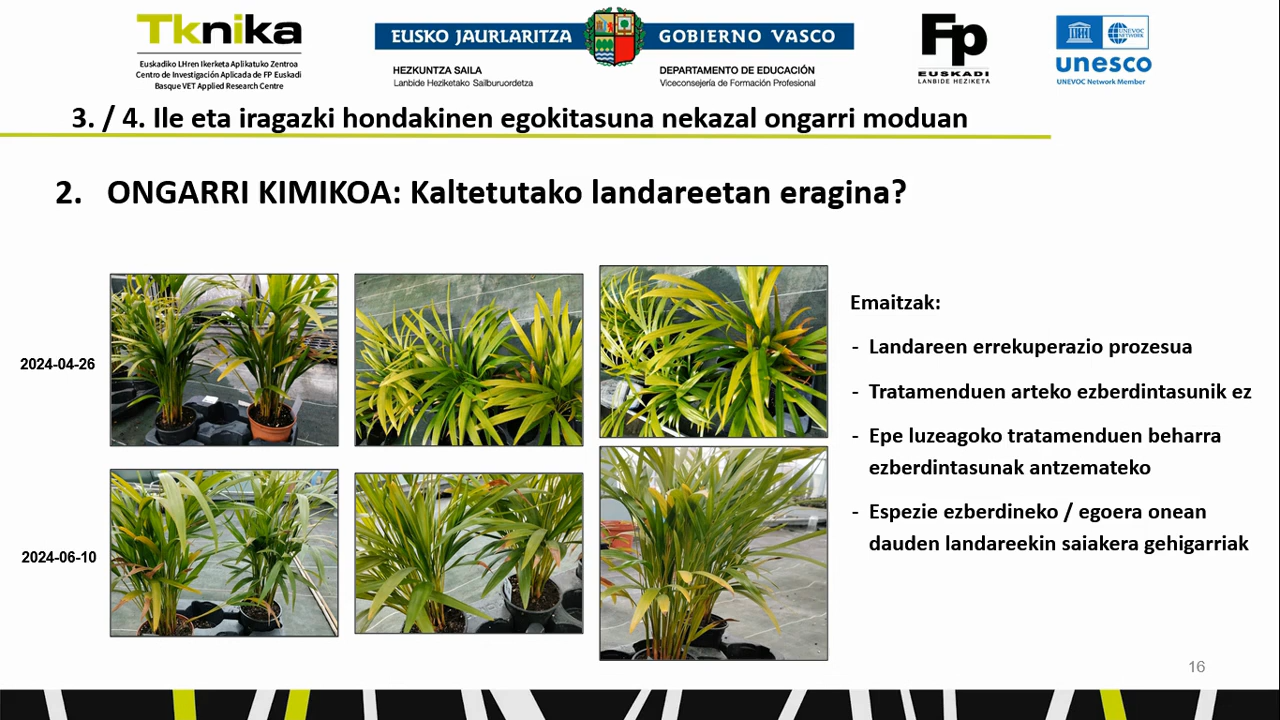 Tknika
Euskadiko LHren Ikerketa Aplikatuko Zentroa
Centro de Investigación Aplicada de FP Euskadi
Basque VET Applied Research Centre
EUSKO JAURLARITZA
GOBIERNO VASCO
HEZKUNTZA SAILA
Lanbide Heziketako Sailburuordetza
DEPARTAMENTO DE EDUCACIÓN
Viceconsejería de Formación Profesional
Fp
EUSKADI
LANBIDE HEZIKETA
UNEVOC
NETWORK
unesco
UNEVOC Network Member
3. / 4. Ile eta iragazki hondakinen egokitasuna nekazal ongarri moduan
2. ONGARRI KIMIKOA: Kaltetutako landareetan eragina?
2024-04-26
2024-06-10
Emaitzak:
- Landareen errekuperazio prozesua
- Tratamenduen arteko ezberdintasunik ez
- Epe luzeagoko tratamenduen beharra
ezberdintasunak antzemateko
- Espezie ezberdineko / egoera onean
dauden landareekin saiakera gehigarriak
16